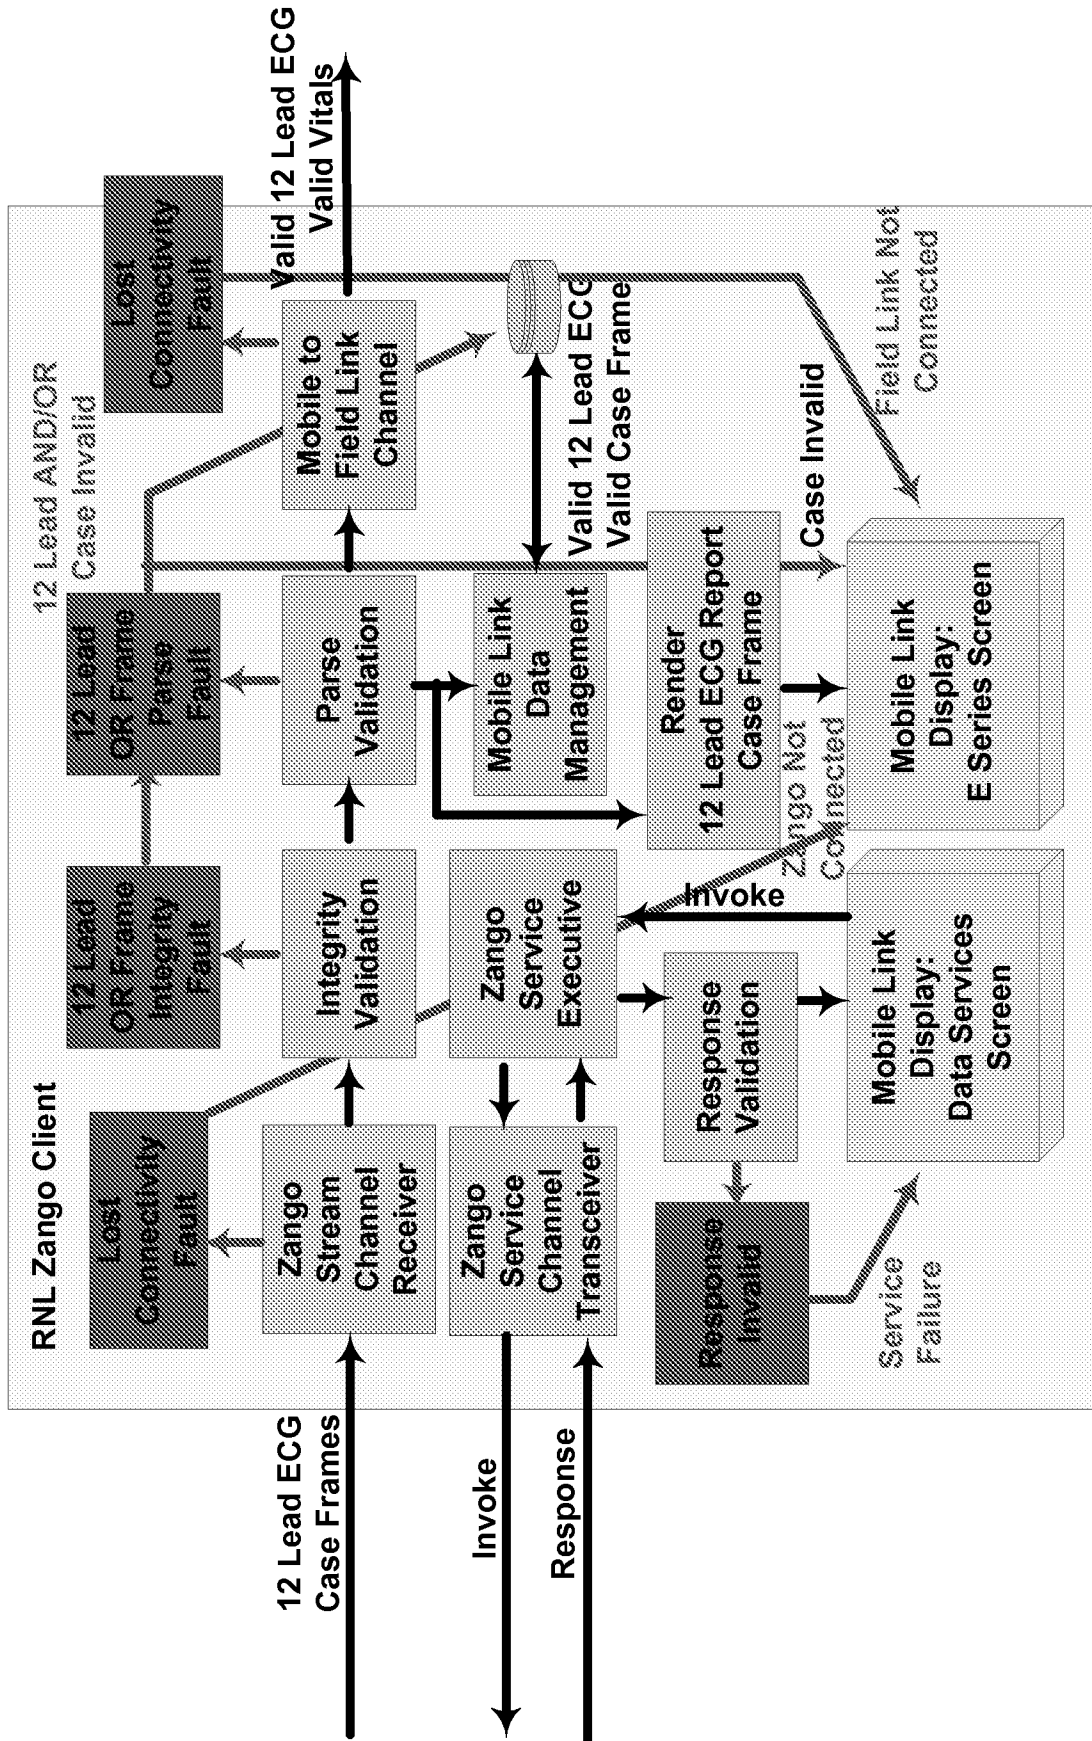 RNL Zango Client
12 Lead AND/OR
Case Invalid
Lost
Connectivity
Fault
12 Lead
OR Frame
Integrity
Fault
12 Lead
OR Frame
Parse
Fault
Lost
Connectivity
Fault
12 Lead ECG
Case Frames
Zango
Stream
Channel
Receiver
Integrity
Validation
Parse
Validation
Mobile to
Field Link
Channel
Valid 12 Lead ECG
Valid Vitals
Invoke
Response
Zango
Service
Channel
Transceiver
Zango
Service
Executive
Mobile Link
Data
Management
Valid 12 Lead ECG
Valid Case Frame
Response
Invalid
Response
Validation
Invoke
Render
12 Lead ECG Report
Case Frame
Zango Not
Connected
Case Invalid
Field Link Not
Connected
Service
Failure
Mobile Link
Display:
Data Services
Screen
Mobile Link
Display:
E Series Screen